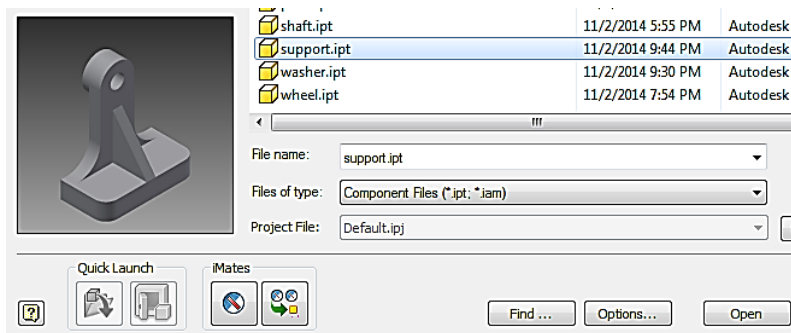 shaft.ipt 11/2/2014 5:55 PM Autodesk
support.ipt 11/2/2014 9:44 PM Autodesk
washer.ipt 11/2/2014 9:30 PM Autodesk
wheel.ipt 11/2/2014 7:54 PM Autodesk
File name: support.ipt
Files of type: Component Files (*.ipt; *.iam)
Project File: Default.ipj
Quick Launch iMates
Find ... Options... Open